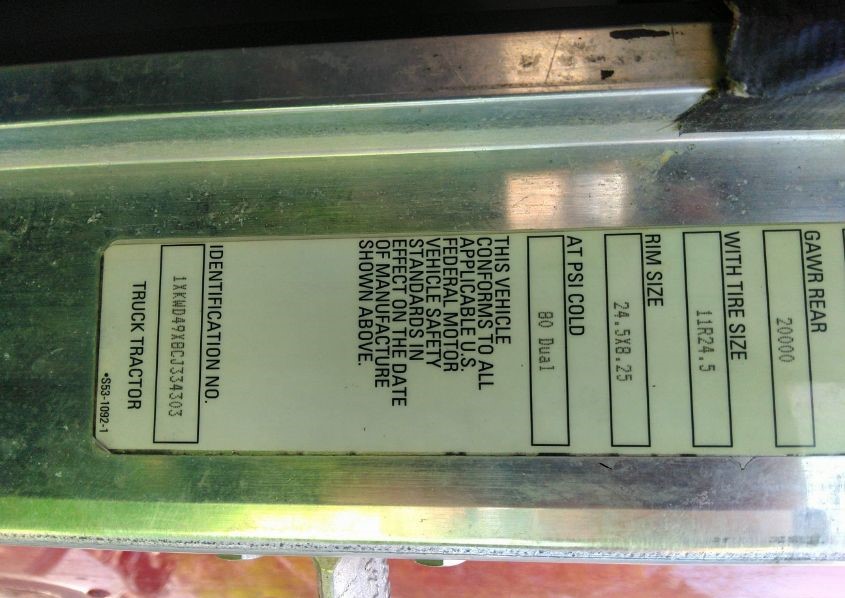 GAWR REAR
20000
WITH TIRE SIZE
11R24.5
RIM SIZE
24.5X8.25
AT PSI COLD
80 Dual
THIS VEHICLE
CONFORMS TO ALL
APPLICABLE U.S.
FEDERAL MOTOR
VEHICLE SAFETY
STANDARDS IN
EFFECT ON THE DATE
OF MANUFACTURE
SHOWN ABOVE.
IDENTIFICATION NO.
1XKWD49X8CJ334303
TRUCK TRACTOR
•S53-1092-1